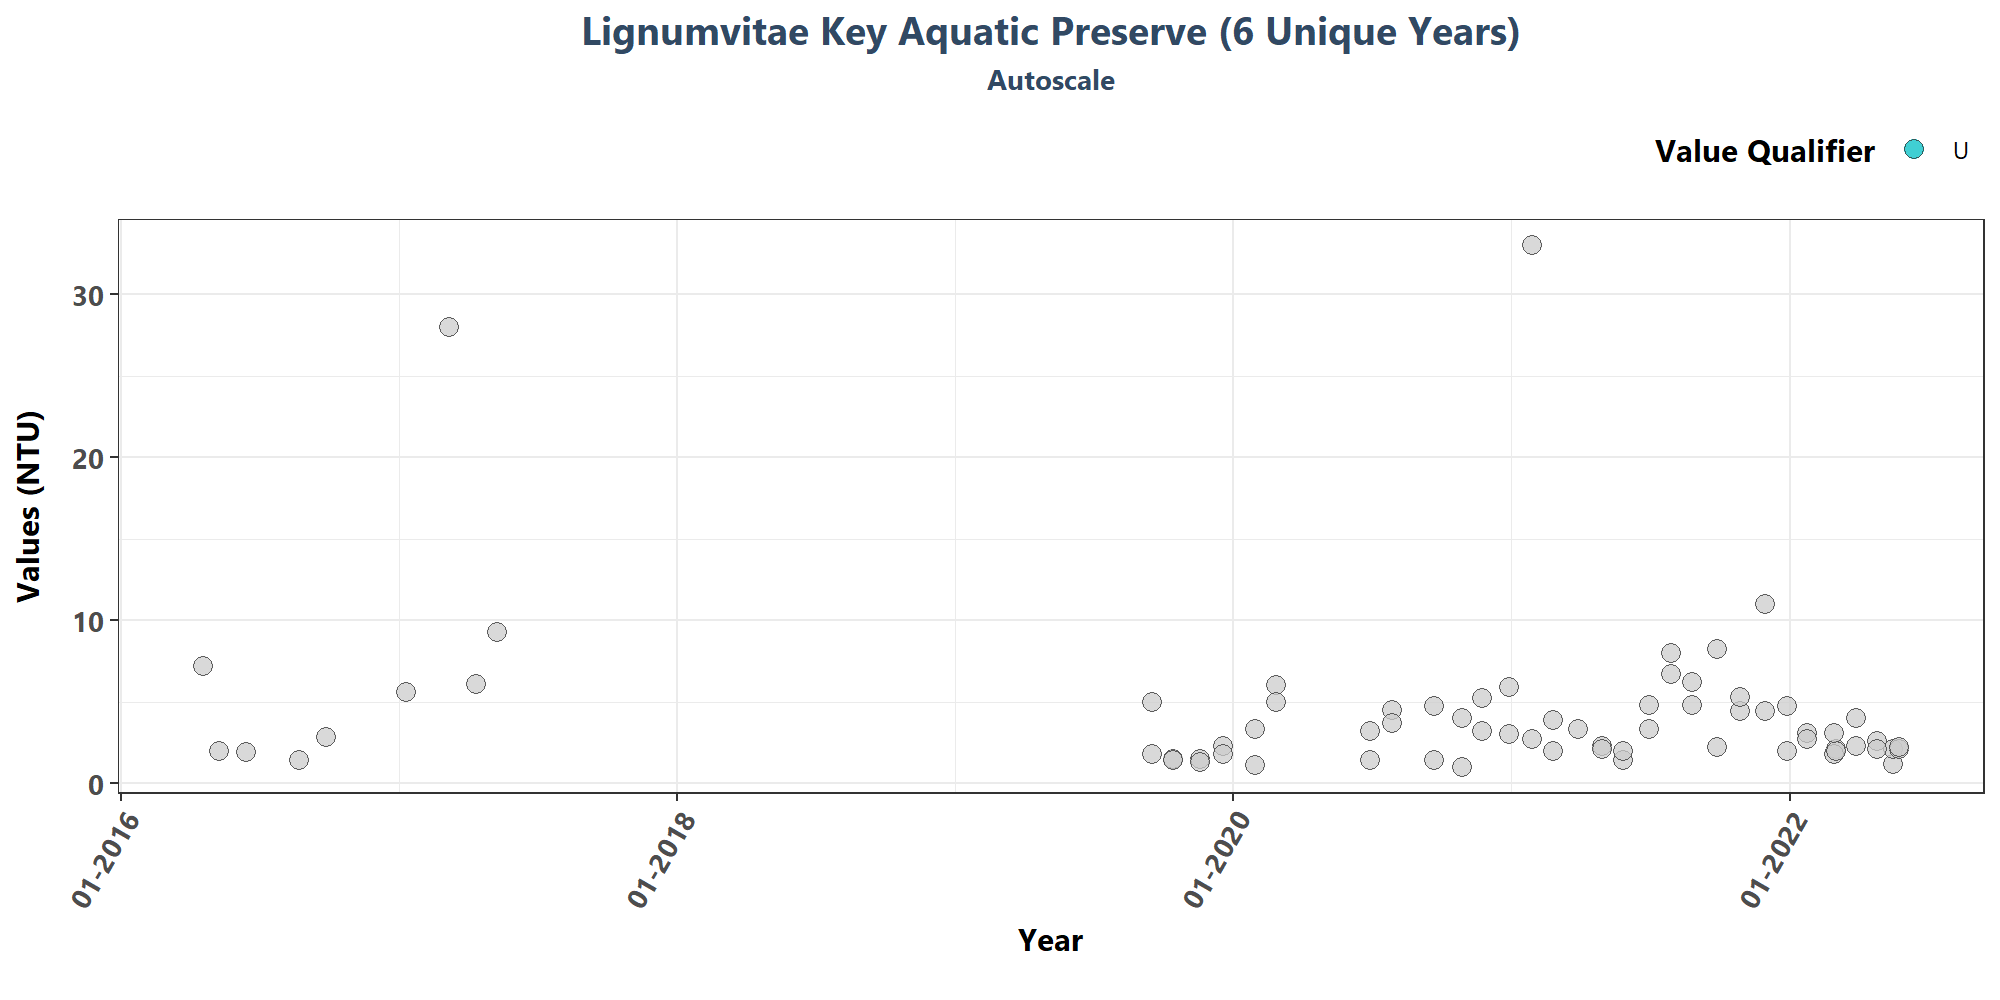 Lignumvitae Key Aquatic Preserve (6 Unique Years)
Autoscale
Value Qualifier U
Values (NTU)
30
20
10
0
01-2016 01-2018 01-2020 01-2022
Year